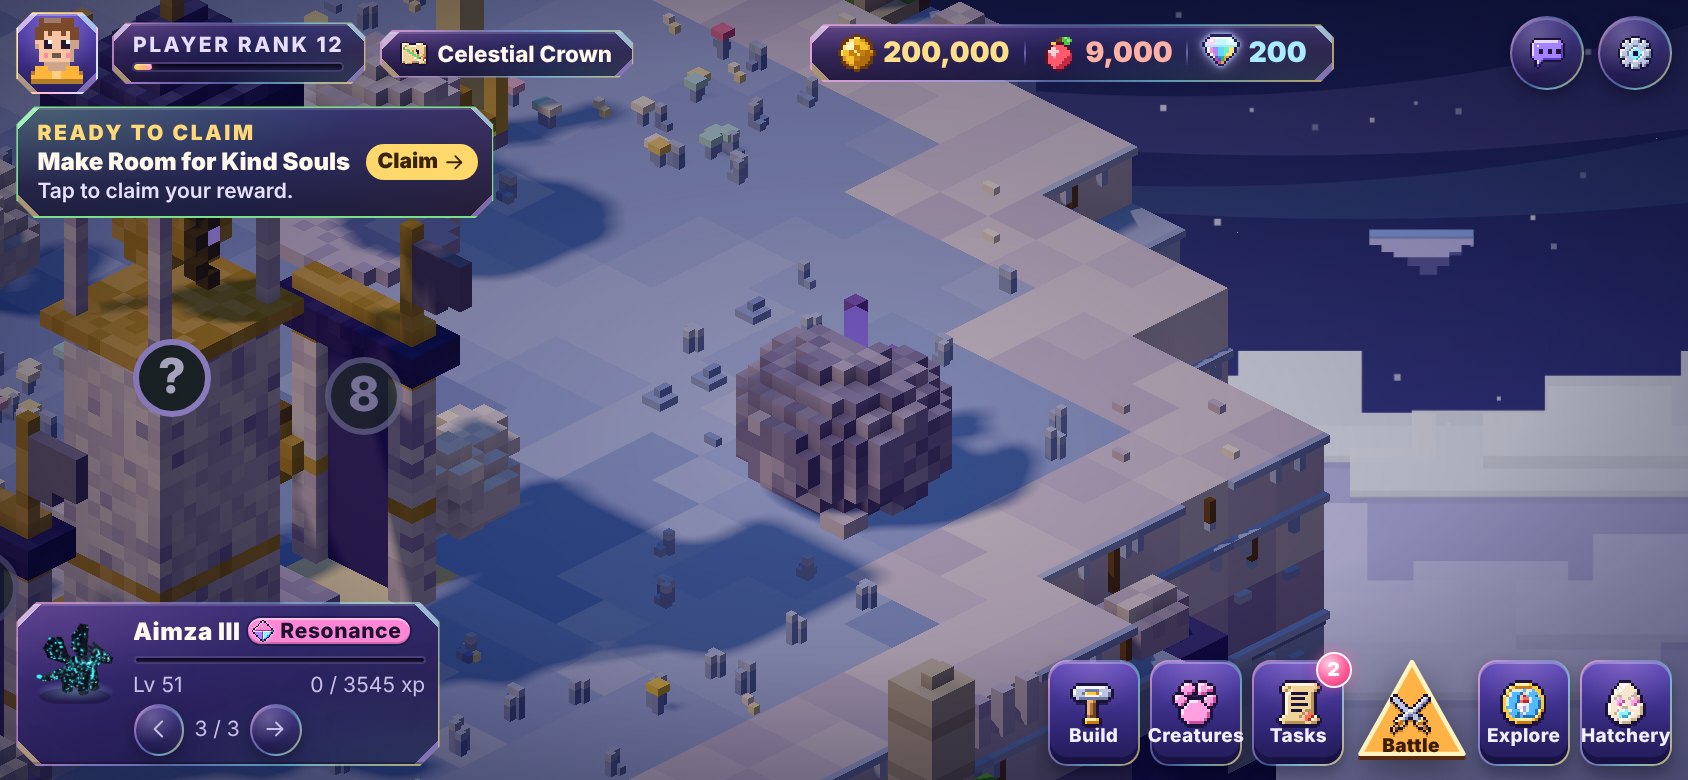 PLAYER RANK 12
Celestial Crown
200,000
9,000
200
READY TO CLAIM
Make Room for Kind Souls
Claim →
Tap to claim your reward.
?
8
Aimza III
Resonance
Lv 51
0 / 3545 xp
3 / 3
2
Build
Creatures
Tasks
Battle
Explore
Hatchery